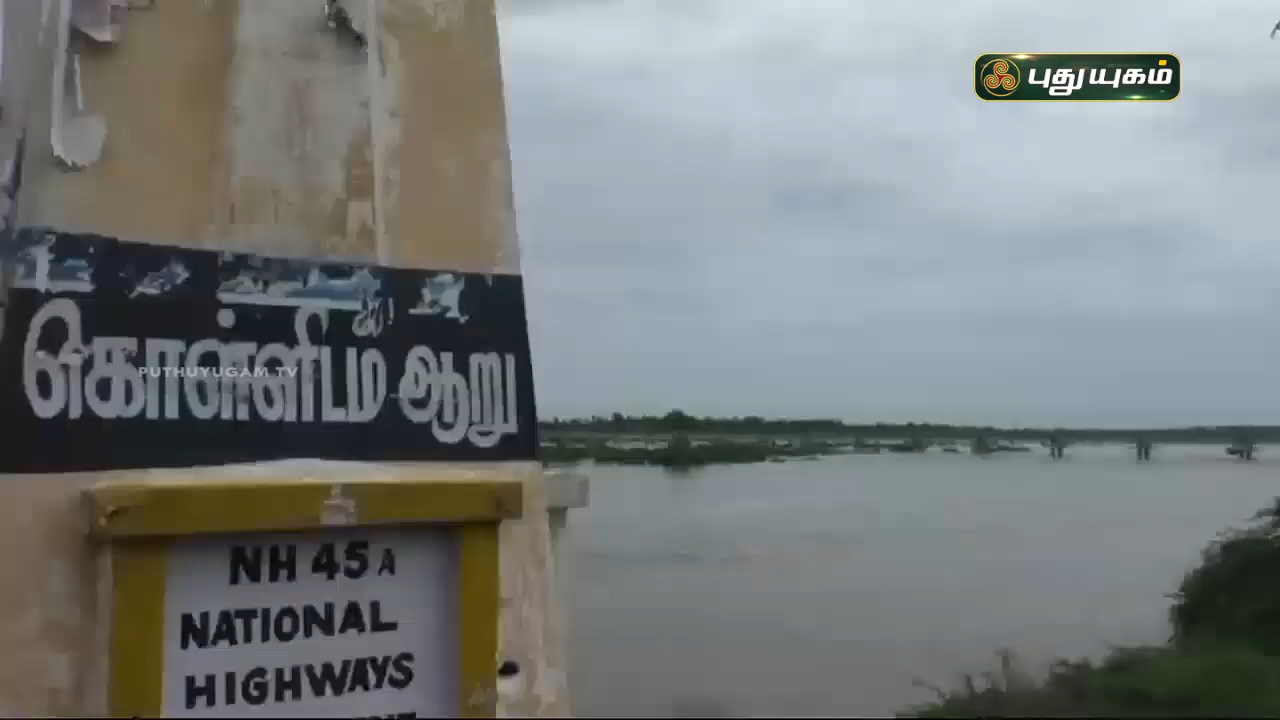 புதுயுகம்
கொள்ளிடம் ஆறு
PUTHUYUGAM.TV
NH 45 A
NATIONAL
HIGHWAYS